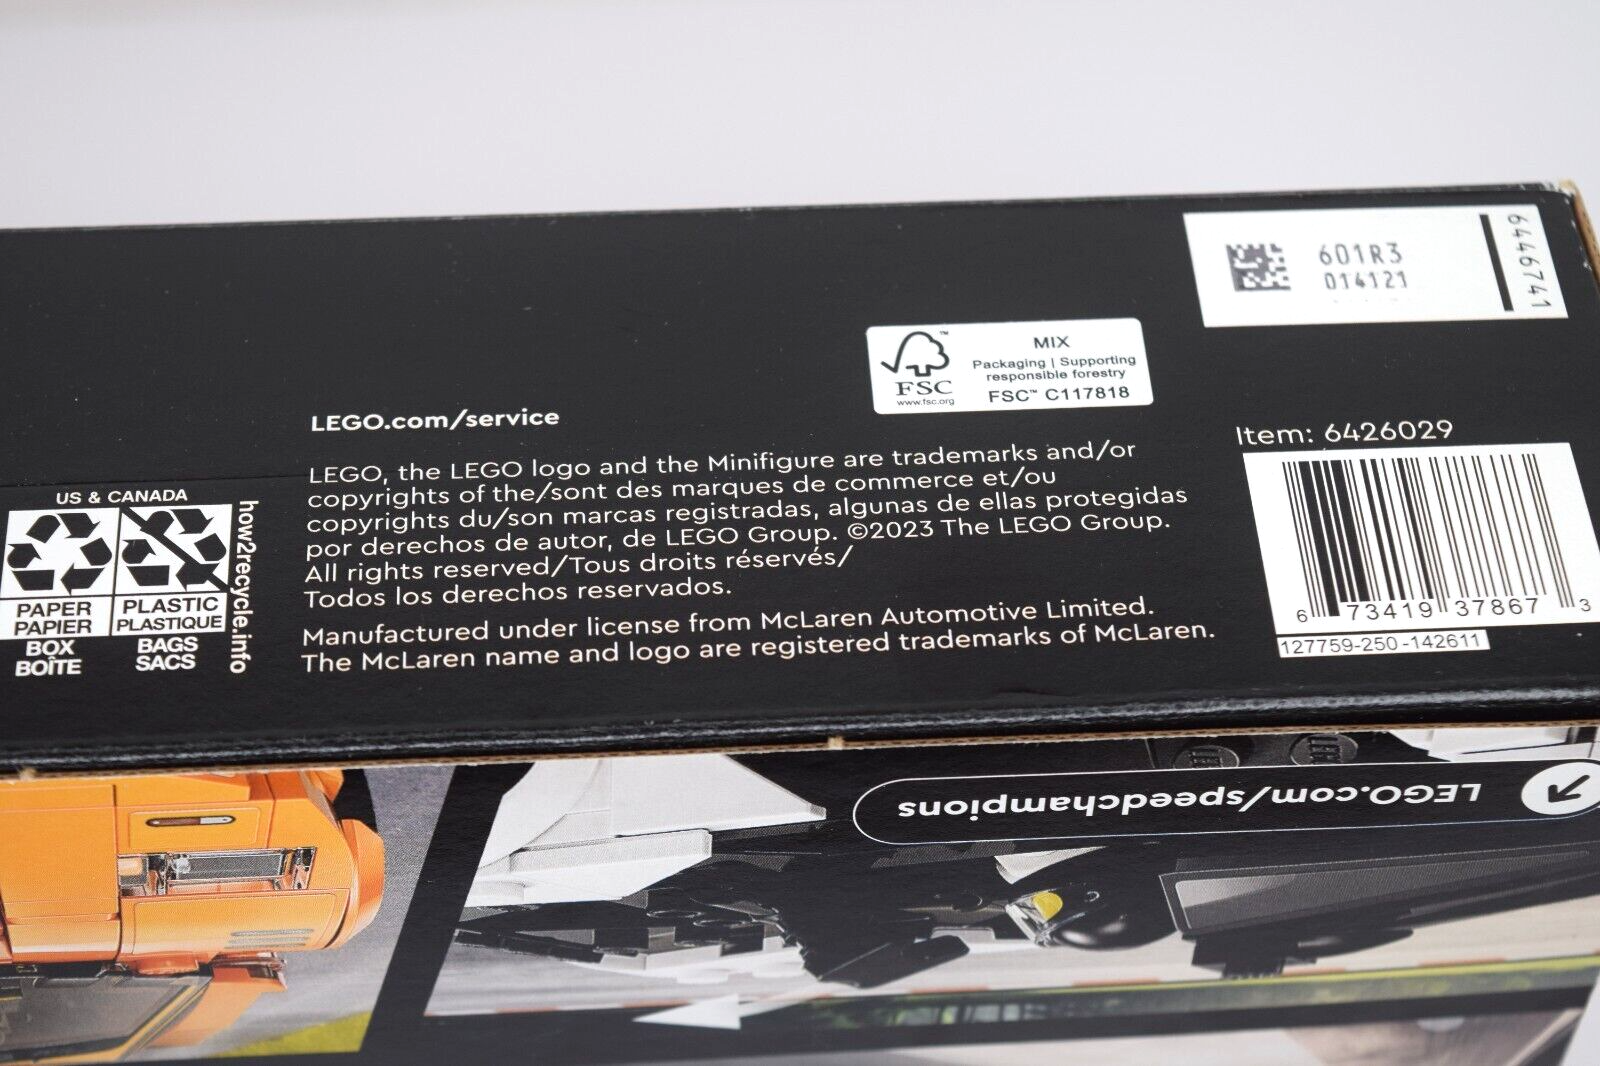 6446741
601R3
014121
FSC™
www.fsc.org
MIX
Packaging | Supporting
responsible forestry
FSC™ C117818
LEGO.com/service
LEGO, the LEGO logo and the Minifigure are trademarks and/or
copyrights of the/sont des marques de commerce et/ou
copyrights du/son marcas registradas, algunas de ellas protegidas
por derechos de autor, de LEGO Group. ©2023 The LEGO Group.
All rights reserved/Tous droits réservés/
Todos los derechos reservados.
Manufactured under license from McLaren Automotive Limited.
The McLaren name and logo are registered trademarks of McLaren.
US & CANADA
PAPER
PAPIER
BOX
BOÎTE
PLASTIC
PLASTIQUE
BAGS
SACS
how2recycle.info
Item: 6426029
6 73419 37867 3
127759-250-142611
LEGO.com/speedchampions